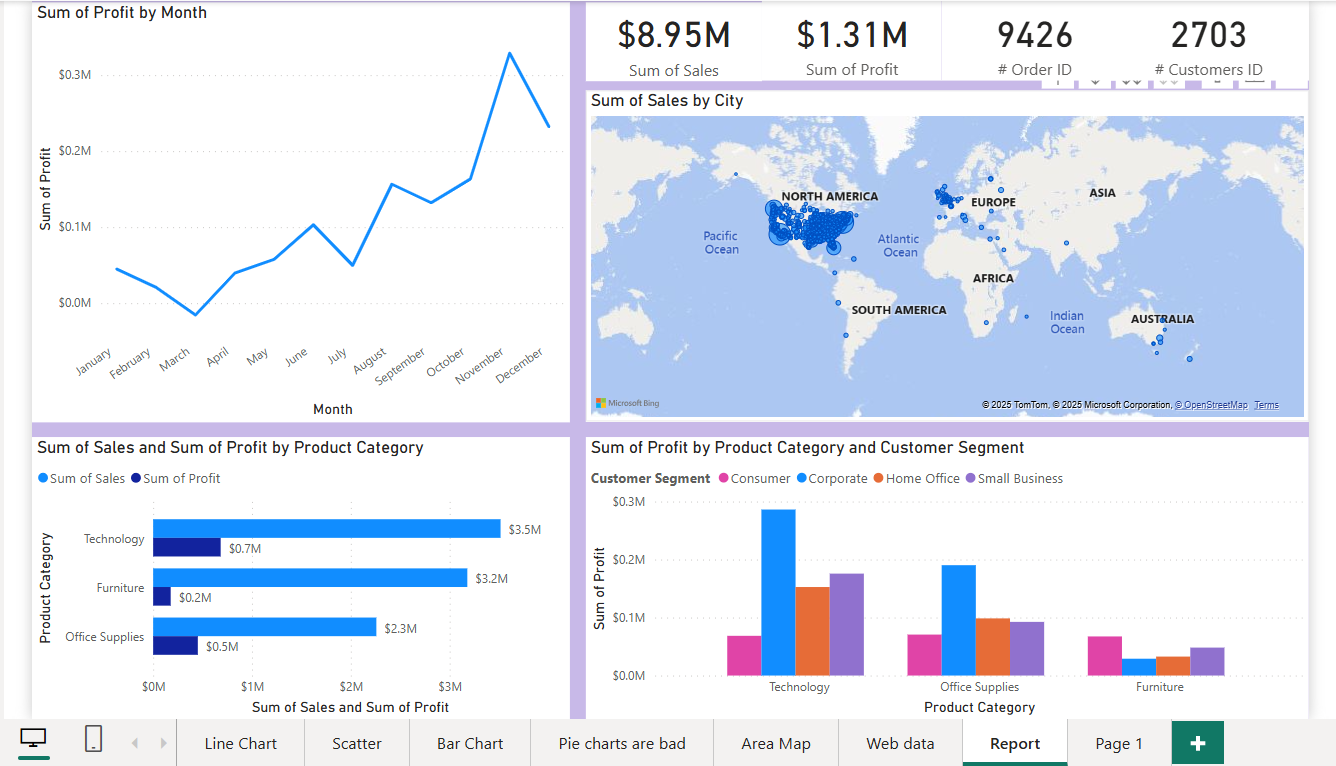 Sum of Profit by Month
$0.3M
$0.2M
$0.1M
$0.0M
Sum of Profit
January
February
March
April
May
June
July
August
September
October
November
December
Month
$8.95M
Sum of Sales
$1.31M
Sum of Profit
9426
# Order ID
2703
# Customers ID
Sum of Sales by City
NORTH AMERICA
EUROPE
ASIA
Pacific
Ocean
Atlantic
Ocean
AFRICA
SOUTH AMERICA
Indian
Ocean
AUSTRALIA
Microsoft Bing
© 2025 TomTom, © 2025 Microsoft Corporation, © OpenStreetMap Terms
Sum of Sales and Sum of Profit by Product Category
Sum of Sales Sum of Profit
Product Category
Technology
$3.5M
$0.7M
Furniture
$3.2M
$0.2M
Office Supplies
$2.3M
$0.5M
$0M $1M $2M $3M
Sum of Sales and Sum of Profit
Sum of Profit by Product Category and Customer Segment
Customer Segment Consumer Corporate Home Office Small Business
$0.3M
$0.2M
$0.1M
$0.0M
Sum of Profit
Technology Office Supplies Furniture
Product Category
Line Chart Scatter Bar Chart Pie charts are bad Area Map Web data Report Page 1 +